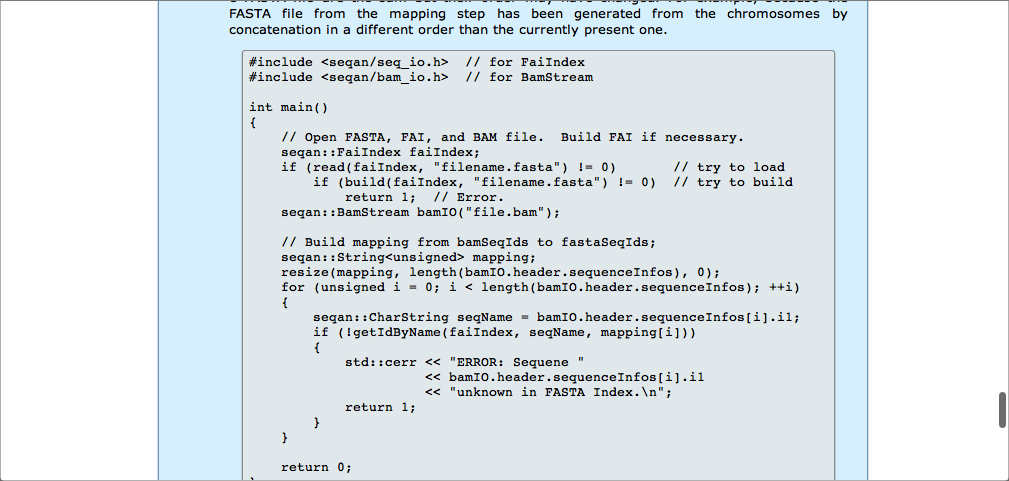 FASTA file from the mapping step has been generated from the chromosomes by
concatenation in a different order than the currently present one.
#include <seqan/seq_io.h>  // for FaiIndex
#include <seqan/bam_io.h>  // for BamStream
int main()
{
    // Open FASTA, FAI, and BAM file.  Build FAI if necessary.
    seqan::FaiIndex faiIndex;
    if (read(faiIndex, "filename.fasta") != 0)       // try to load
        if (build(faiIndex, "filename.fasta") != 0)  // try to build
            return 1;  // Error.
    seqan::BamStream bamIO("file.bam");
    // Build mapping from bamSeqIds to fastaSeqIds;
    seqan::String<unsigned> mapping;
    resize(mapping, length(bamIO.header.sequenceInfos), 0);
    for (unsigned i = 0; i < length(bamIO.header.sequenceInfos); ++i)
    {
        seqan::CharString seqName = bamIO.header.sequenceInfos[i].i1;
        if (!getIdByName(faiIndex, seqName, mapping[i]))
        {
            std::cerr << "ERROR: Sequene "
                      << bamIO.header.sequenceInfos[i].i1
                      << "unknown in FASTA Index.\n";
            return 1;
        }
    }
    return 0;